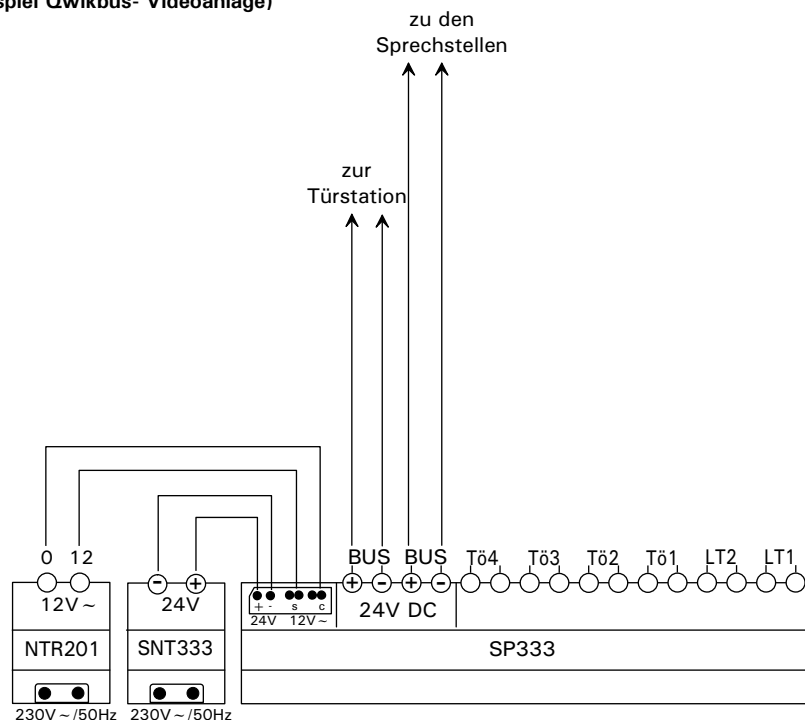 spiel Qwikbus- Videoanlage)
zu den
Sprechstellen
zur
Türstation
0 12
BUS BUS Tö4 Tö3 Tö2 Tö1 LT2 LT1
- + + - + -
12V~ 24V + - s c 24V DC
24V 12V~
NTR201 SNT333 SP333
230V~/50Hz 230V~/50Hz